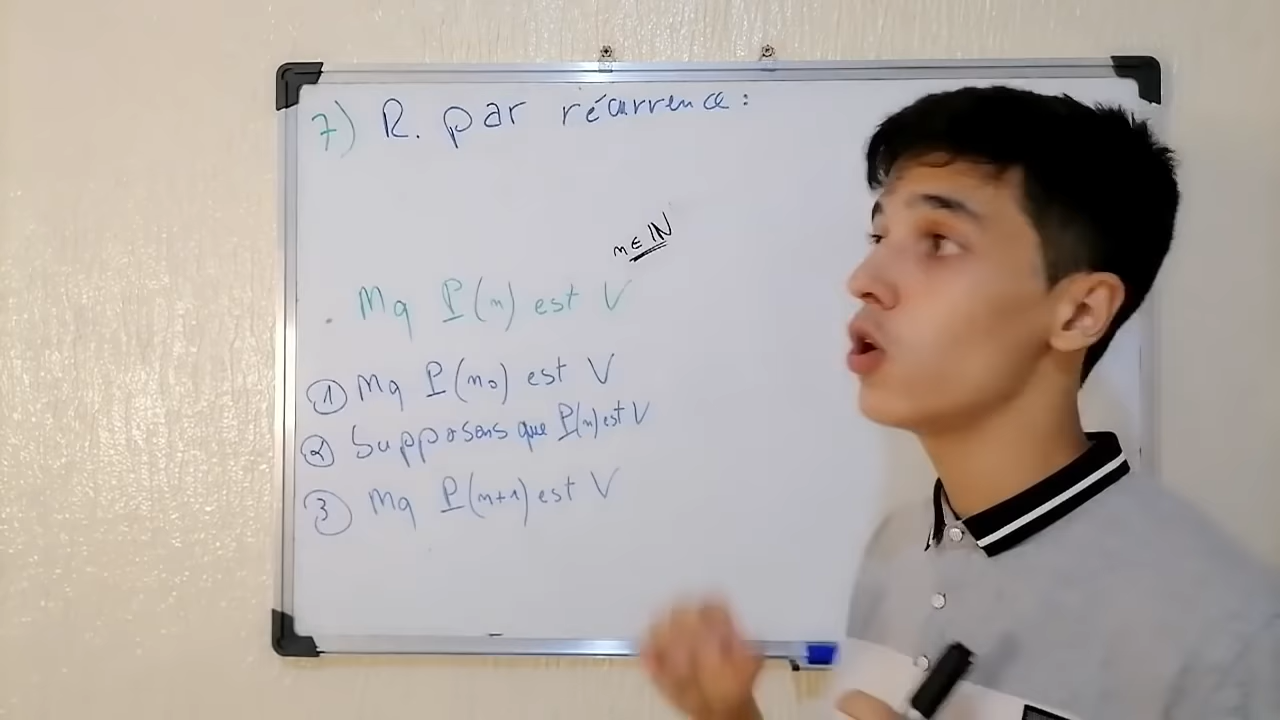 7) R. par récurrence :
n ∈ ℕ
. Mq P(n) est V
① Mq P(n₀) est V
② Supposons que P(n) est V
③ Mq P(n+1) est V